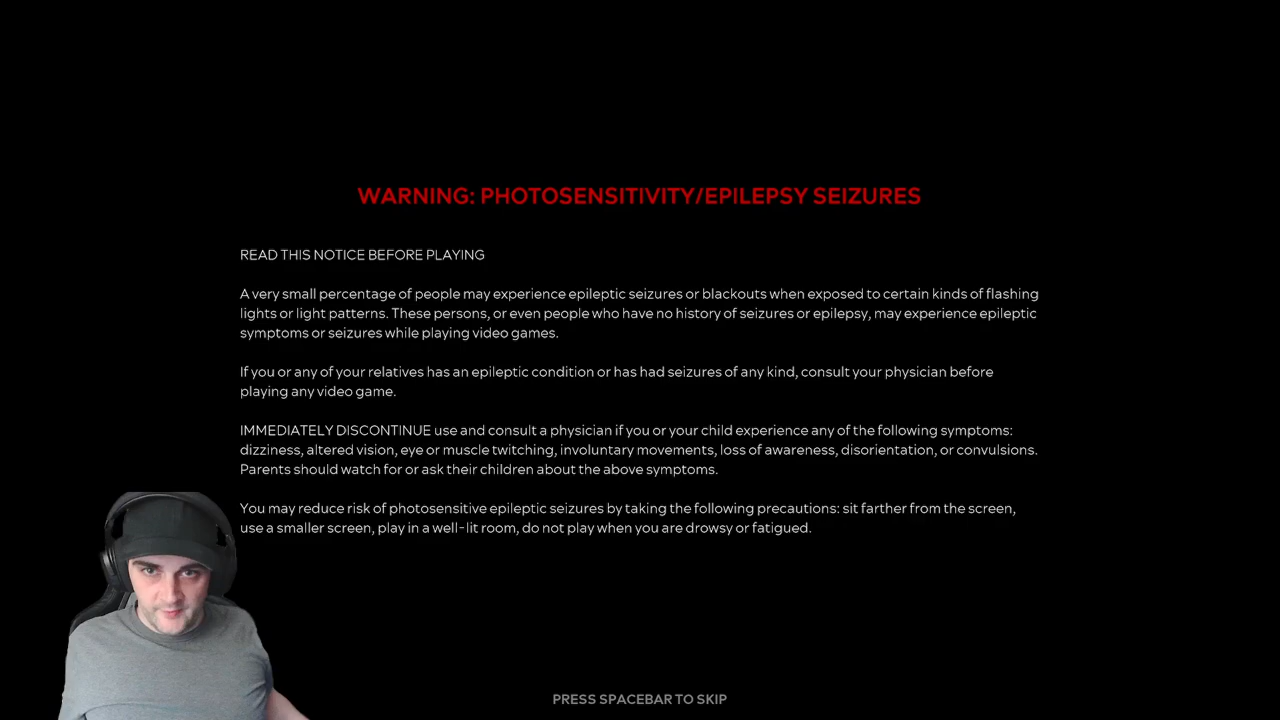 WARNING: PHOTOSENSITIVITY/EPILEPSY SEIZURES
READ THIS NOTICE BEFORE PLAYING
A very small percentage of people may experience epileptic seizures or blackouts when exposed to certain kinds of flashing
lights or light patterns. These persons, or even people who have no history of seizures or epilepsy, may experience epileptic
symptoms or seizures while playing video games.
If you or any of your relatives has an epileptic condition or has had seizures of any kind, consult your physician before
playing any video game.
IMMEDIATELY DISCONTINUE use and consult a physician if you or your child experience any of the following symptoms:
dizziness, altered vision, eye or muscle twitching, involuntary movements, loss of awareness, disorientation, or convulsions.
Parents should watch for or ask their children about the above symptoms.
You may reduce risk of photosensitive epileptic seizures by taking the following precautions: sit farther from the screen,
use a smaller screen, play in a well-lit room, do not play when you are drowsy or fatigued.
PRESS SPACEBAR TO SKIP